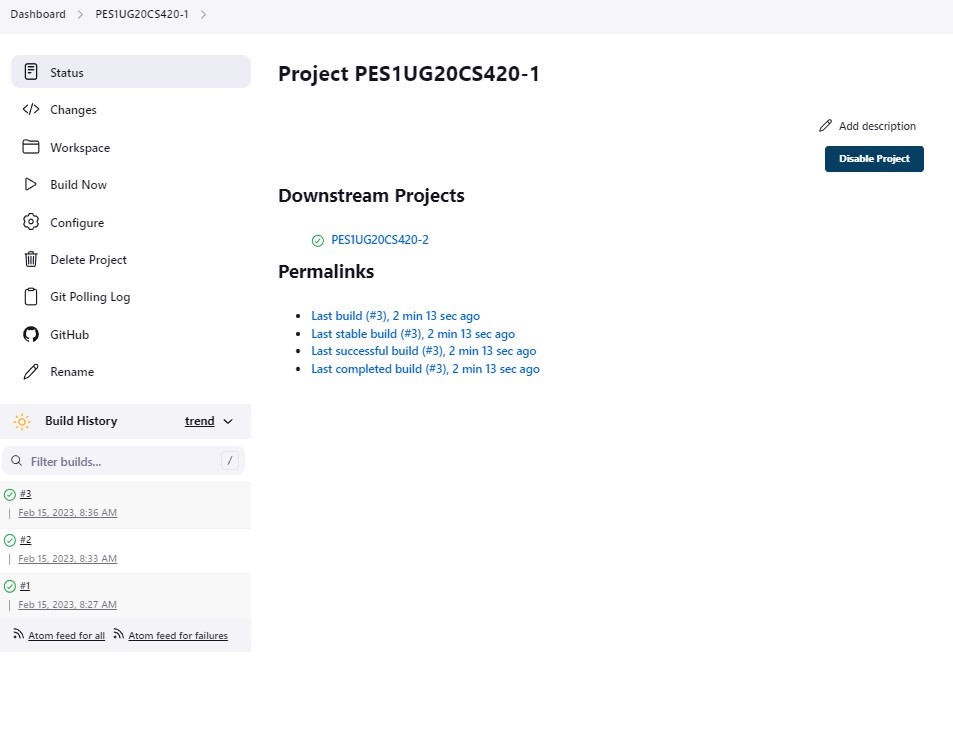 Dashboard
PES1UG20CS420-1
Status
Changes
Workspace
Build Now
Configure
Delete Project
Git Polling Log
GitHub
Rename
Build History
trend
Filter builds...
/
#3
Feb 15, 2023, 8:36 AM
#2
Feb 15, 2023, 8:33 AM
#1
Feb 15, 2023, 8:27 AM
Atom feed for all
Atom feed for failures
Project PES1UG20CS420-1
Add description
Disable Project
Downstream Projects
PES1UG20CS420-2
Permalinks
Last build (#3), 2 min 13 sec ago
Last stable build (#3), 2 min 13 sec ago
Last successful build (#3), 2 min 13 sec ago
Last completed build (#3), 2 min 13 sec ago